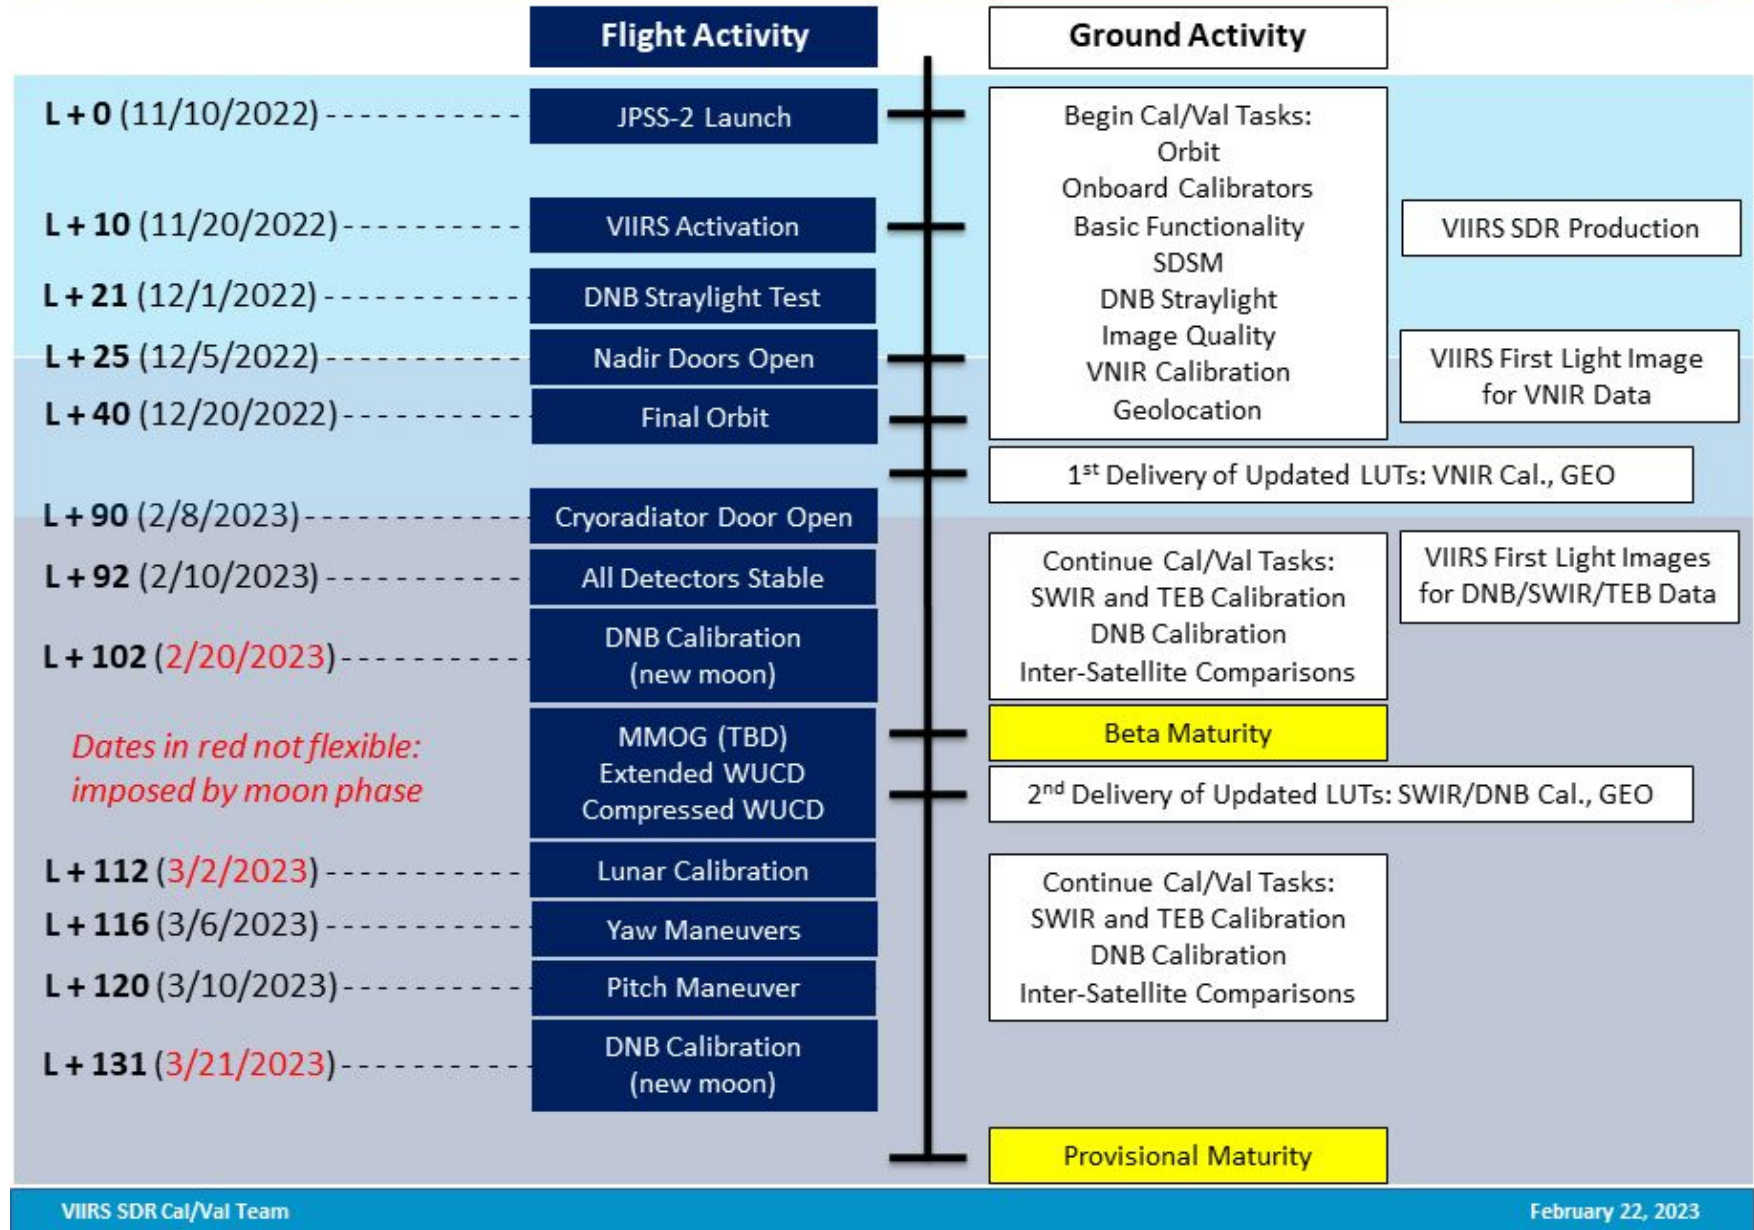 Flight Activity
Ground Activity
L + 0 (11/10/2022)
JPSS-2 Launch
L + 10 (11/20/2022)
VIIRS Activation
L + 21 (12/1/2022)
DNB Straylight Test
L + 25 (12/5/2022)
Nadir Doors Open
L + 40 (12/20/2022)
Final Orbit
Begin Cal/Val Tasks:
Orbit
Onboard Calibrators
Basic Functionality
SDSM
DNB Straylight
Image Quality
VNIR Calibration
Geolocation
VIIRS SDR Production
VIIRS First Light Image
for VNIR Data
1st Delivery of Updated LUTs: VNIR Cal., GEO
L + 90 (2/8/2023)
Cryoradiator Door Open
L + 92 (2/10/2023)
All Detectors Stable
L + 102 (2/20/2023)
DNB Calibration
(new moon)
Continue Cal/Val Tasks:
SWIR and TEB Calibration
DNB Calibration
Inter-Satellite Comparisons
VIIRS First Light Images
for DNB/SWIR/TEB Data
Dates in red not flexible:
imposed by moon phase
MMOG (TBD)
Extended WUCD
Compressed WUCD
Beta Maturity
2nd Delivery of Updated LUTs: SWIR/DNB Cal., GEO
L + 112 (3/2/2023)
Lunar Calibration
L + 116 (3/6/2023)
Yaw Maneuvers
L + 120 (3/10/2023)
Pitch Maneuver
L + 131 (3/21/2023)
DNB Calibration
(new moon)
Continue Cal/Val Tasks:
SWIR and TEB Calibration
DNB Calibration
Inter-Satellite Comparisons
Provisional Maturity
VIIRS SDR Cal/Val Team
February 22, 2023